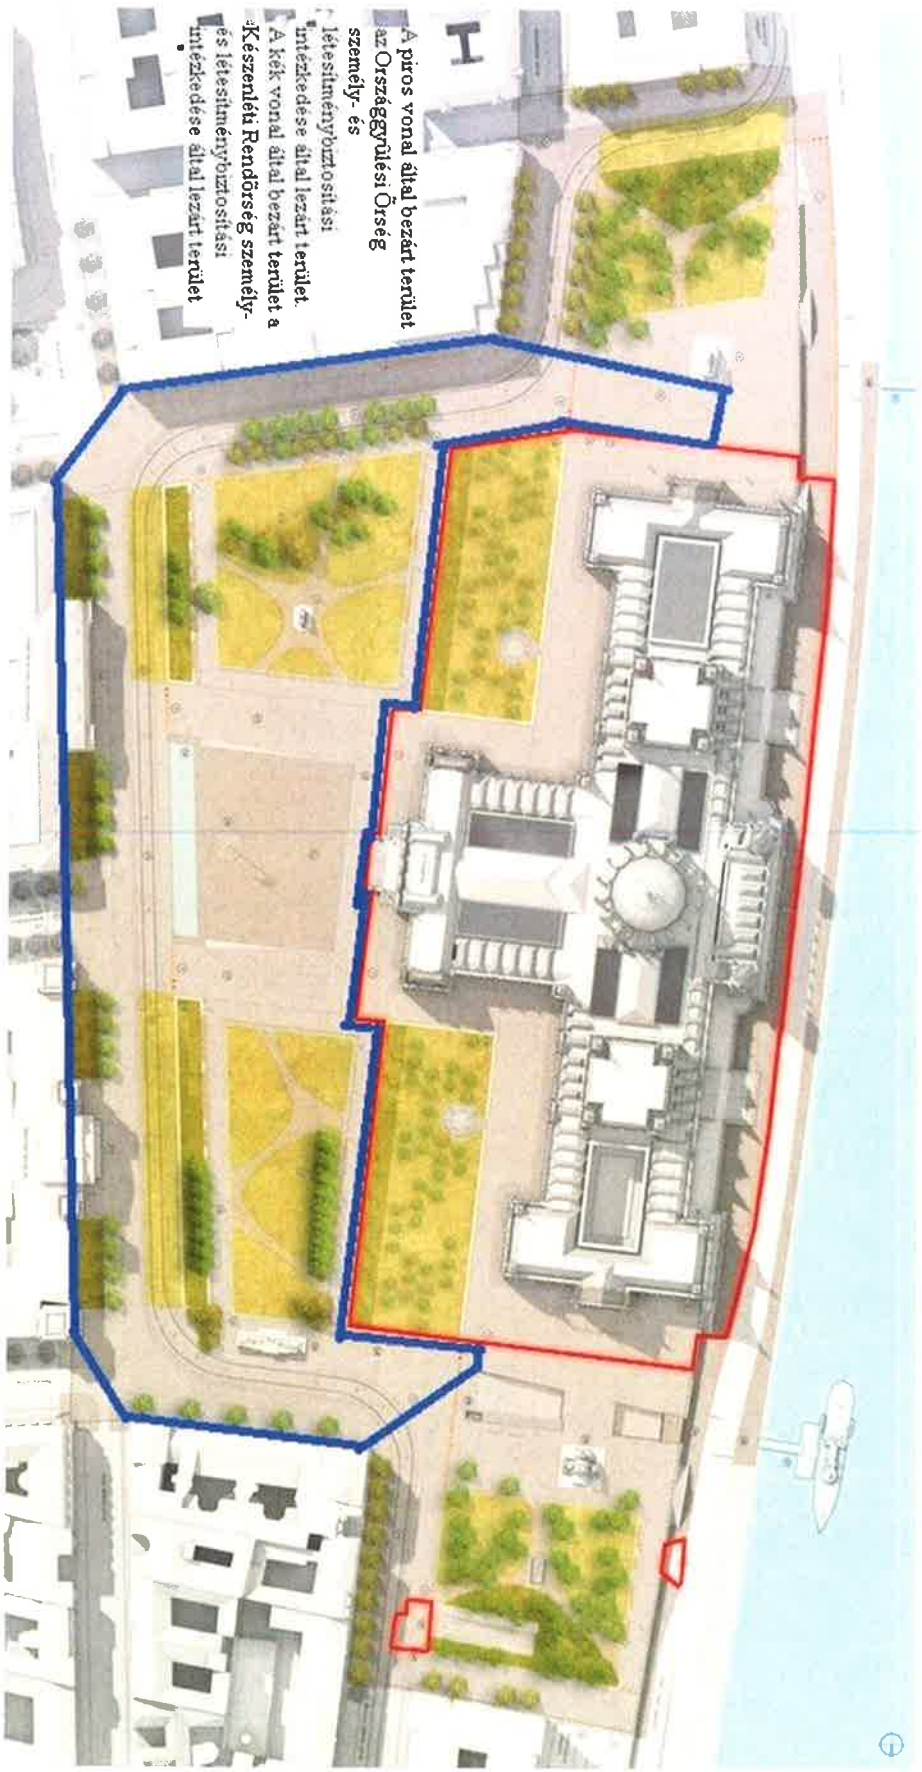 A piros vonal által bezárt terület
az Országgyűlési Őrség
személy- és
létesítménybiztosítási
intézkedése által lezárt terület.
A kék vonal által bezárt terület a
Készenléti Rendőrség személy-
és létesítménybiztosítási
intézkedése által lezárt terület